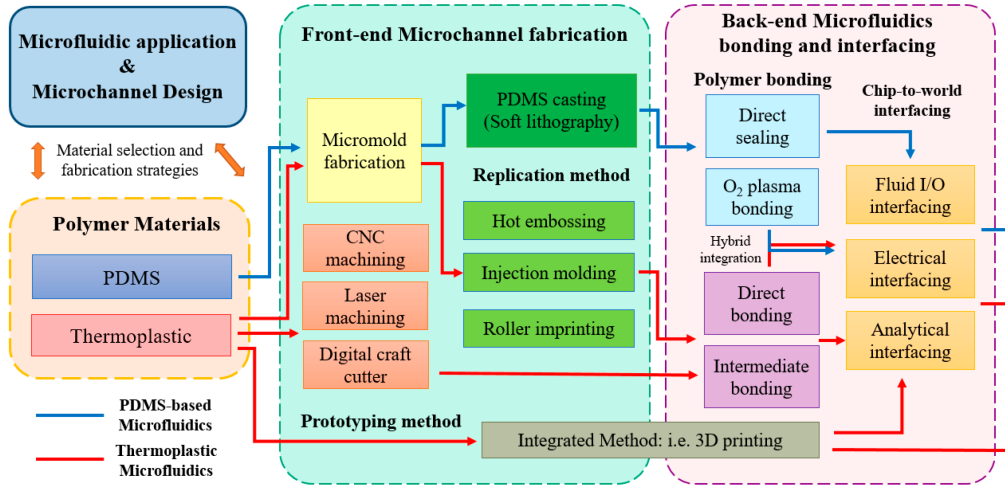 Microfluidic application
&
Microchannel Design
Material selection and
fabrication strategies
Polymer Materials
PDMS
Thermoplastic
PDMS-based
Microfluidics
Thermoplastic
Microfluidics
Front-end Microchannel fabrication
Micromold
fabrication
PDMS casting
(Soft lithography)
Replication method
Hot embossing
Injection molding
Roller imprinting
CNC
machining
Laser
machining
Digital craft
cutter
Prototyping method
Integrated Method: i.e. 3D printing
Back-end Microfluidics
bonding and interfacing
Polymer bonding
Direct
sealing
O₂ plasma
bonding
Hybrid
integration
Direct
bonding
Intermediate
bonding
Chip-to-world
interfacing
Fluid I/O
interfacing
Electrical
interfacing
Analytical
interfacing